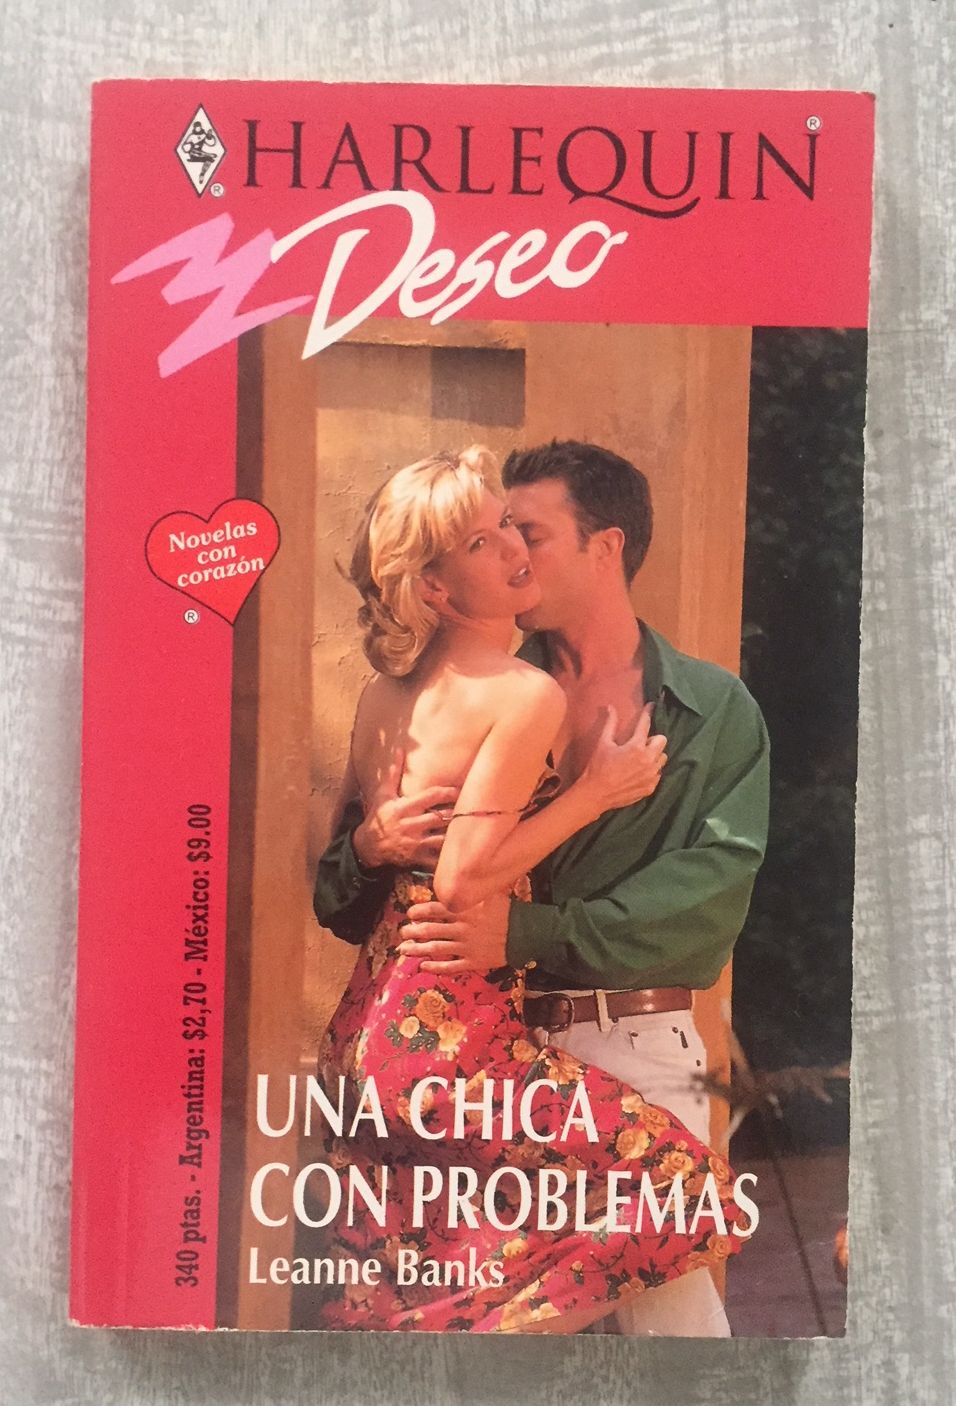 HARLEQUIN®
®
Deseo
Novelas
con
corazón
®
340 ptas. - Argentina: $2,70 - México: $9.00
UNA CHICA
CON PROBLEMAS
Leanne Banks